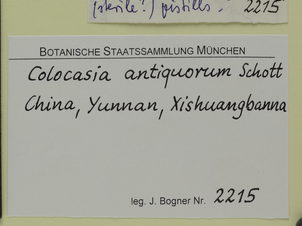 (sterile?) pistills. 2215
BOTANISCHE STAATSSAMMLUNG MÜNCHEN
Colocasia antiquorum Schott
China, Yunnan, Xishuangbanna
leg. J. Bogner Nr. 2215